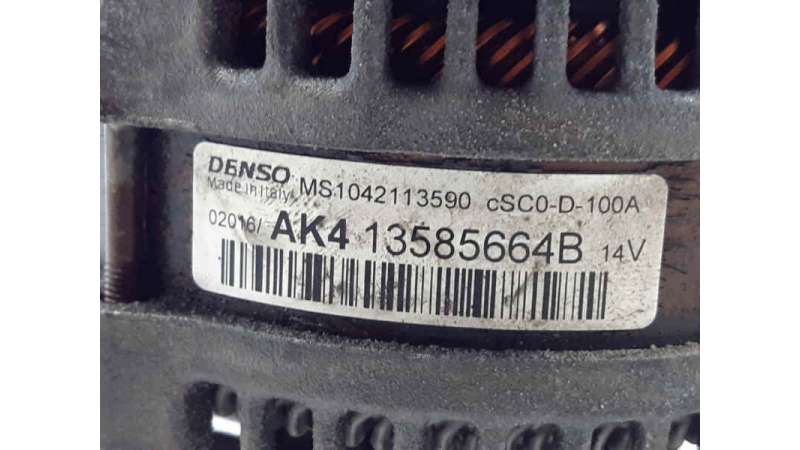 DENSO MS1042113590 cSC0-D-100A
Made in Italy
02016/ AK4 13585664B 14V